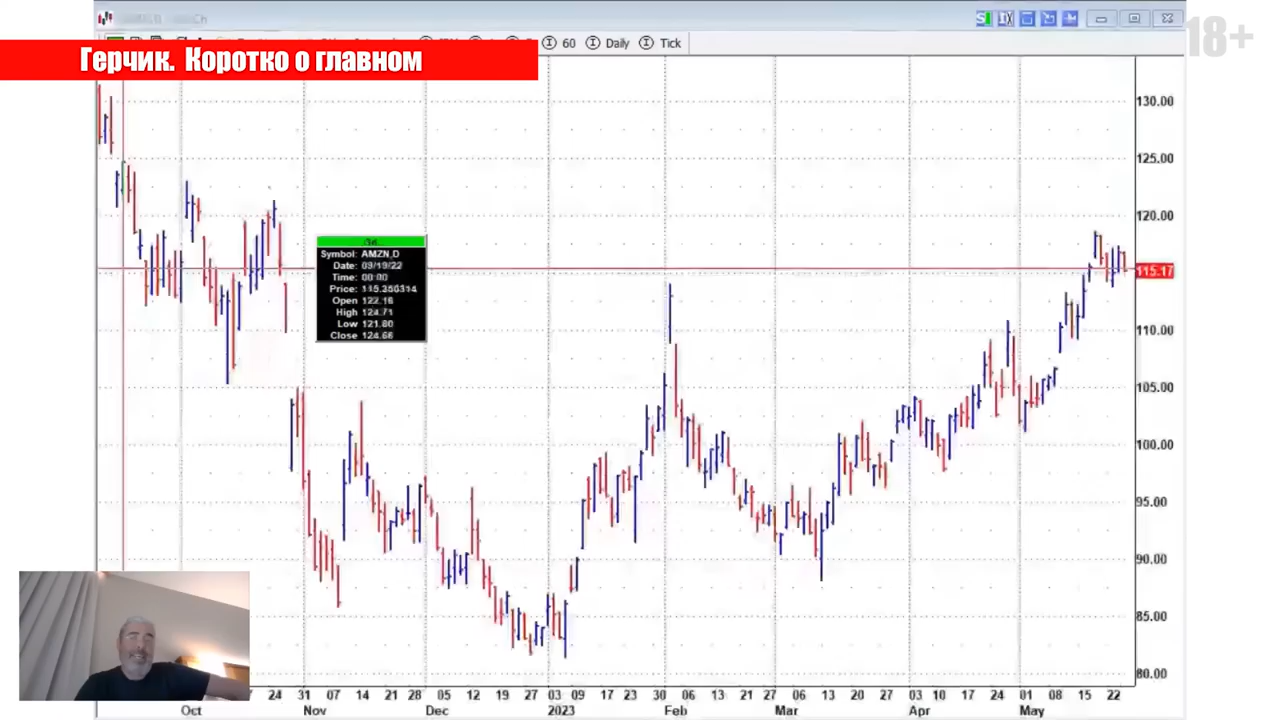 18+
60 Daily Tick
Герчик. Коротко о главном
130.00
125.00
120.00
115.17
110.00
105.00
100.00
95.00
90.00
85.00
80.00
Symbol: AMZN,D
Date: 09/19/22
Time: 00:00
Price: 115.350314
Open 122.16
High 124.71
Low 121.80
Close 124.66
24 31 07 14 21 28 05 12 19 27 03 09 17 23 30 06 13 21 27 06 13 20 27 03 10 17 24 01 08 15 22
Oct Nov Dec 2023 Feb Mar Apr May